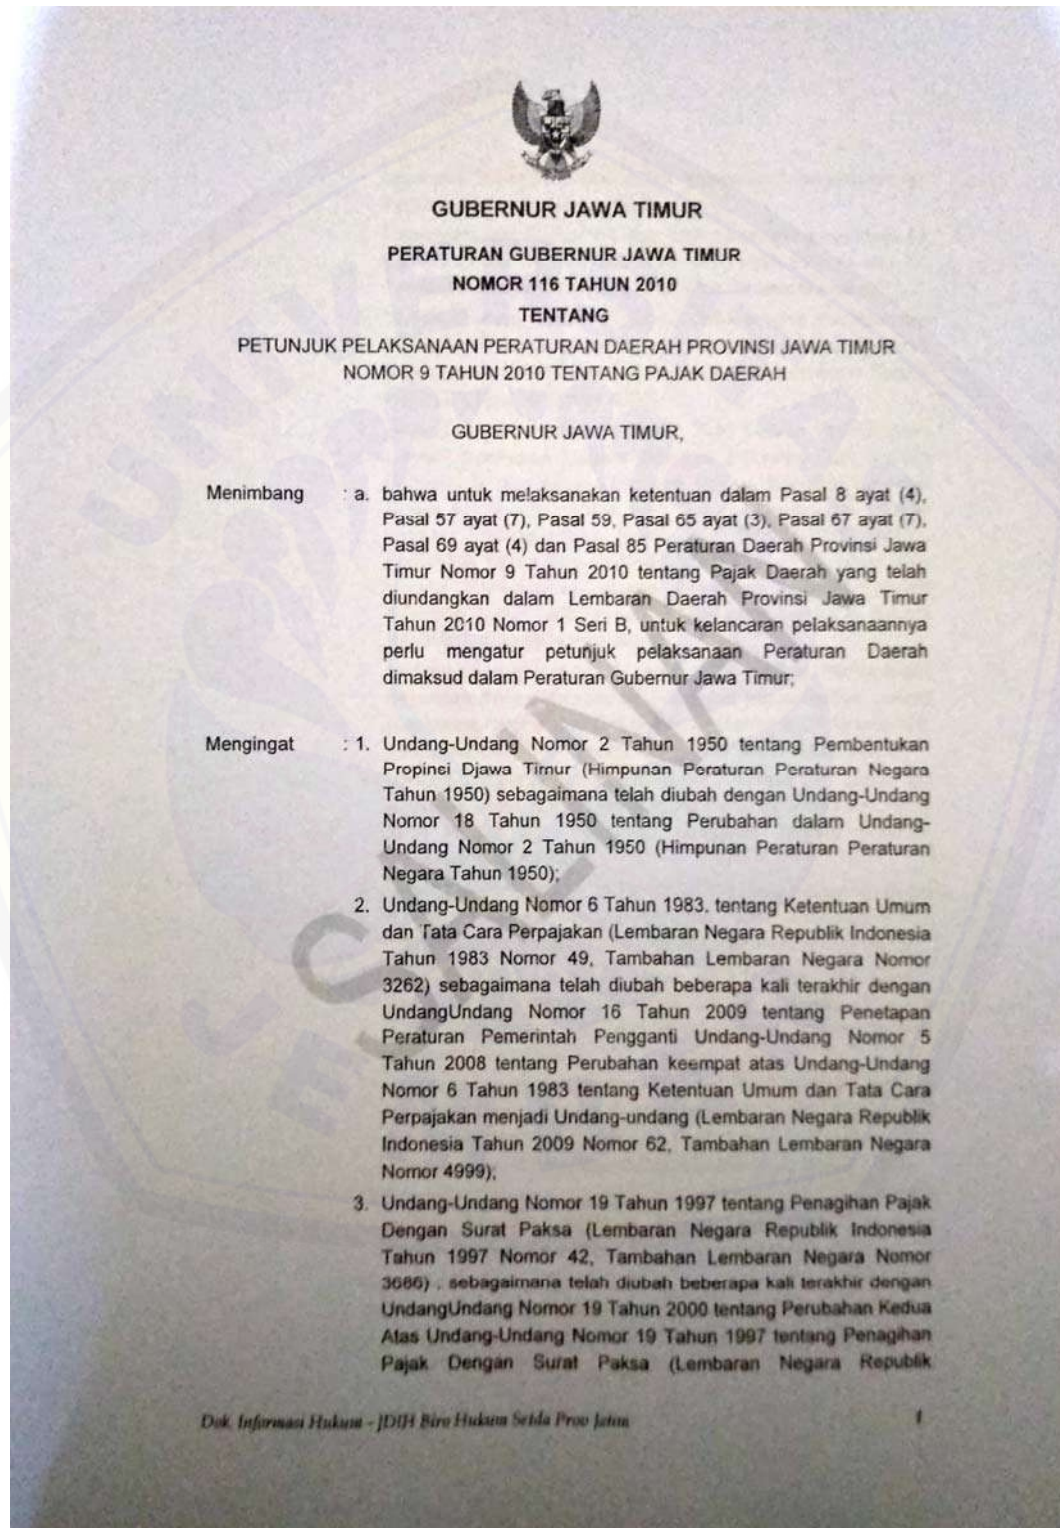 GUBERNUR JAWA TIMUR
PERATURAN GUBERNUR JAWA TIMUR
NOMOR 116 TAHUN 2010
TENTANG
PETUNJUK PELAKSANAAN PERATURAN DAERAH PROVINSI JAWA TIMUR
NOMOR 9 TAHUN 2010 TENTANG PAJAK DAERAH
GUBERNUR JAWA TIMUR,
Menimbang : a. bahwa untuk melaksanakan ketentuan dalam Pasal 8 ayat (4),
Pasal 57 ayat (7), Pasal 59, Pasal 65 ayat (3), Pasal 67 ayat (7),
Pasal 69 ayat (4) dan Pasal 85 Peraturan Daerah Provinsi Jawa
Timur Nomor 9 Tahun 2010 tentang Pajak Daerah yang telah
diundangkan dalam Lembaran Daerah Provinsi Jawa Timur
Tahun 2010 Nomor 1 Seri B, untuk kelancaran pelaksanaannya
perlu mengatur petunjuk pelaksanaan Peraturan Daerah
dimaksud dalam Peraturan Gubernur Jawa Timur;
Mengingat : 1. Undang-Undang Nomor 2 Tahun 1950 tentang Pembentukan
Propinsi Djawa Timur (Himpunan Peraturan Peraturan Negara
Tahun 1950) sebagaimana telah diubah dengan Undang-Undang
Nomor 18 Tahun 1950 tentang Perubahan dalam Undang-
Undang Nomor 2 Tahun 1950 (Himpunan Peraturan Peraturan
Negara Tahun 1950);
2. Undang-Undang Nomor 6 Tahun 1983. tentang Ketentuan Umum
dan Tata Cara Perpajakan (Lembaran Negara Republik Indonesia
Tahun 1983 Nomor 49, Tambahan Lembaran Negara Nomor
3262) sebagaimana telah diubah beberapa kali terakhir dengan
UndangUndang Nomor 16 Tahun 2009 tentang Penetapan
Peraturan Pemerintah Pengganti Undang-Undang Nomor 5
Tahun 2008 tentang Perubahan keempat atas Undang-Undang
Nomor 6 Tahun 1983 tentang Ketentuan Umum dan Tata Cara
Perpajakan menjadi Undang-undang (Lembaran Negara Republik
Indonesia Tahun 2009 Nomor 62, Tambahan Lembaran Negara
Nomor 4999);
3. Undang-Undang Nomor 19 Tahun 1997 tentang Penagihan Pajak
Dengan Surat Paksa (Lembaran Negara Republik Indonesia
Tahun 1997 Nomor 42, Tambahan Lembaran Negara Nomor
3686) , sebagaimana telah diubah beberapa kali terakhir dengan
UndangUndang Nomor 19 Tahun 2000 tentang Perubahan Kedua
Atas Undang-Undang Nomor 19 Tahun 1997 tentang Penagihan
Pajak Dengan Surat Paksa (Lembaran Negara Republik
SALINAN
Dok. Informasi Hukum - JDIH Biro Hukum Setda Prov Jatim 1